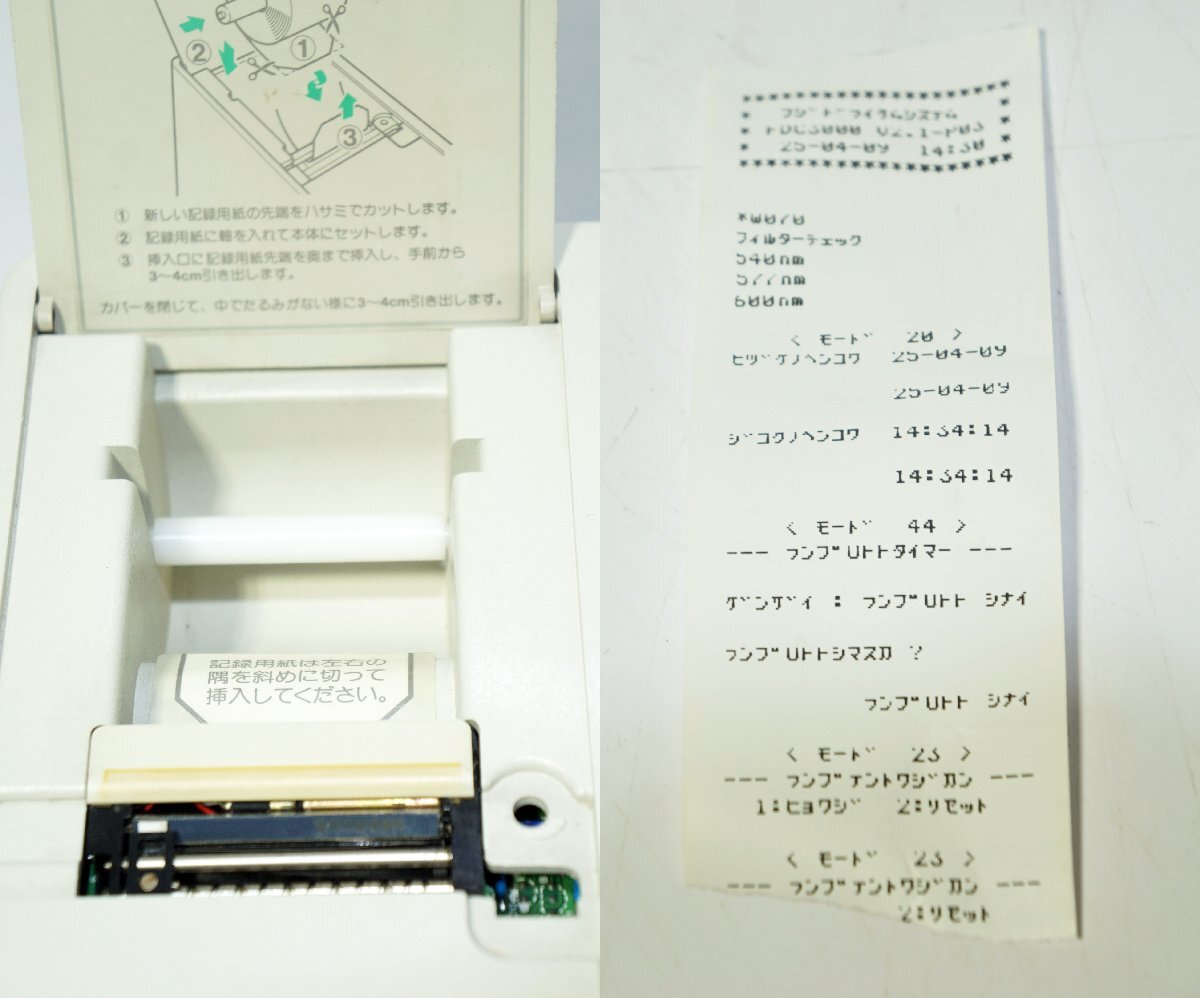 ②
①
③
① 新しい記録用紙の先端をハサミでカットします。
② 記録用紙に軸を入れて本体にセットします。
③ 挿入口に記録用紙先端を奥まで挿入し、手前から
3〜4cm引き出します。
カバーを閉じて、中でたるみがない様に3〜4cm引き出します。
記録用紙は左右の
隅を斜めに切って
挿入してください。
********************
* フジ ドライケムシステム *
* FDC3000 V2.1-P03 *
* 25-04-09 14:30 *
********************
フィルターチェック
540nm
577nm
600nm
< モード 20 >
ヒヅケノヘンコウ 25-04-09
25-04-09
ジコクノヘンコウ 14:34:14
14:34:14
< モード 44 >
--- ランプOFFタイマー ---
ゲンザイ : ランプOFF シナイ
ランプOFFシマスカ ?
ランプOFF シナイ
< モード 23 >
--- ランプテントウジカン ---
1:ヒョウジ 2:リセット
< モード 23 >
--- ランプテントウジカン ---
2:リセット